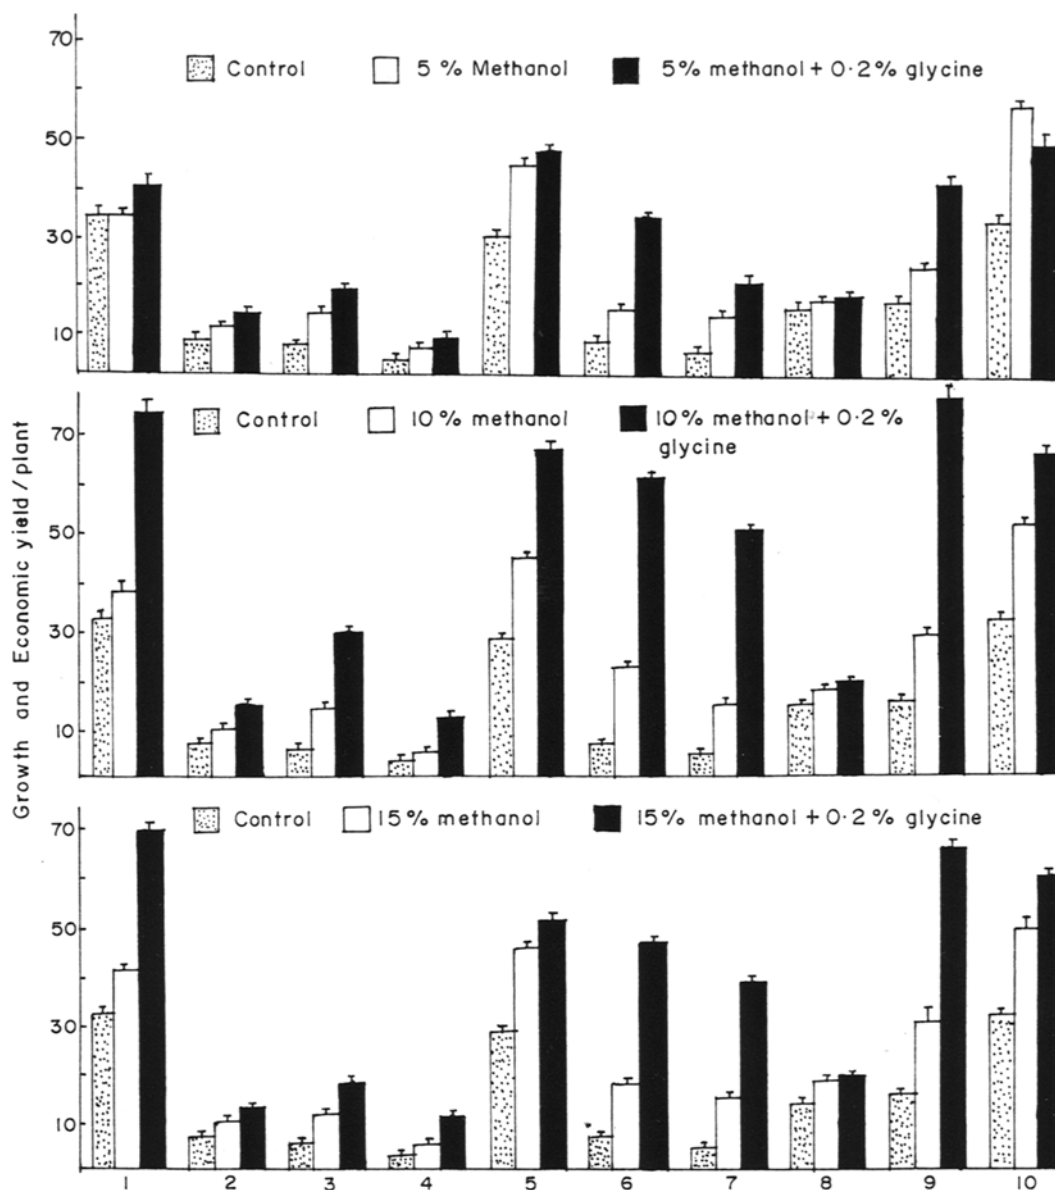 70
Control 5 % Methanol 5% methanol + 0·2% glycine
50
30
10
Control 10% methanol 10% methanol + 0·2%
glycine
70
50
30
10
Growth and Economic yield/plant
Control 15% methanol 15% methanol + 0·2% glycine
70
50
30
10
1 2 3 4 5 6 7 8 9 10